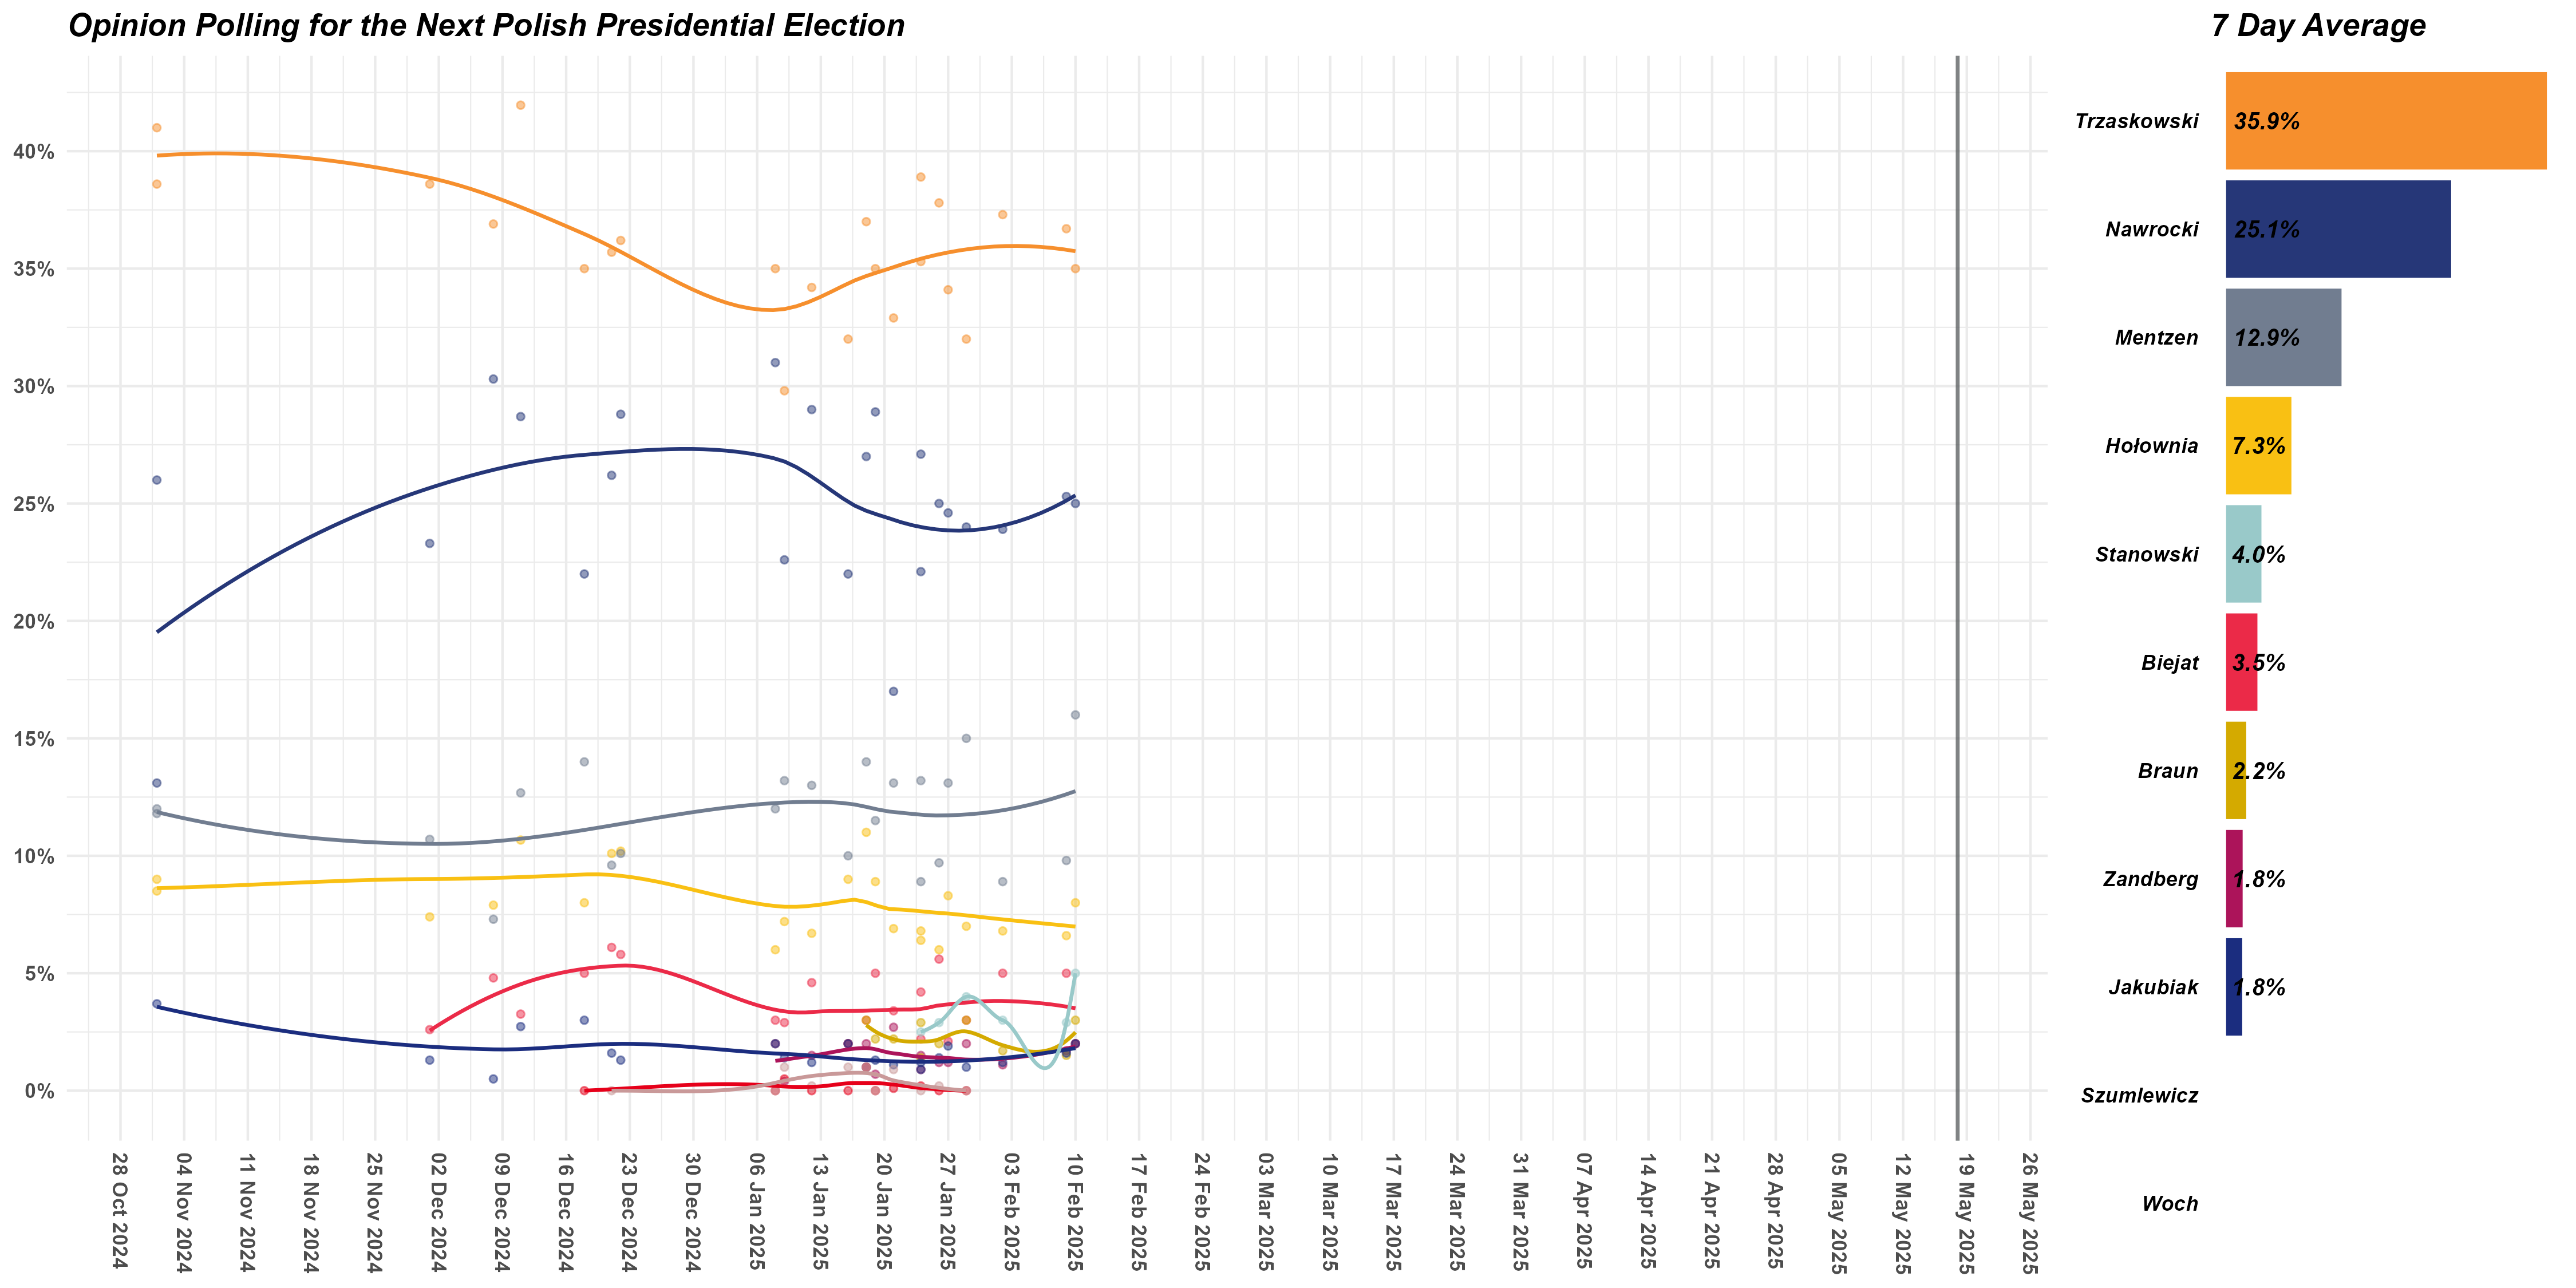 Opinion Polling for the Next Polish Presidential Election
7 Day Average
40%
35%
30%
25%
20%
15%
10%
5%
0%
28 Oct 2024
04 Nov 2024
11 Nov 2024
18 Nov 2024
25 Nov 2024
02 Dec 2024
09 Dec 2024
16 Dec 2024
23 Dec 2024
30 Dec 2024
06 Jan 2025
13 Jan 2025
20 Jan 2025
27 Jan 2025
03 Feb 2025
10 Feb 2025
17 Feb 2025
24 Feb 2025
03 Mar 2025
10 Mar 2025
17 Mar 2025
24 Mar 2025
31 Mar 2025
07 Apr 2025
14 Apr 2025
21 Apr 2025
28 Apr 2025
05 May 2025
12 May 2025
19 May 2025
26 May 2025
Trzaskowski 35.9%
Nawrocki 25.1%
Mentzen 12.9%
Hołownia 7.3%
Stanowski 4.0%
Biejat 3.5%
Braun 2.2%
Zandberg 1.8%
Jakubiak 1.8%
Szumlewicz
Woch